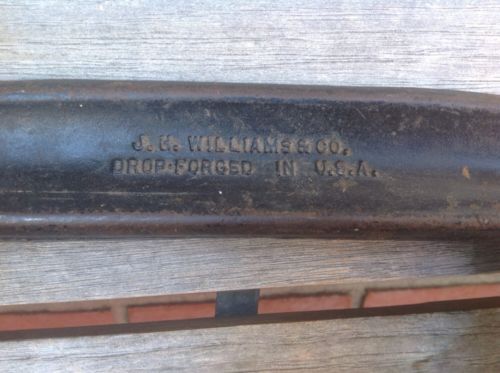 J. H. WILLIAMS & CO.
DROP-FORGED IN U.S.A.